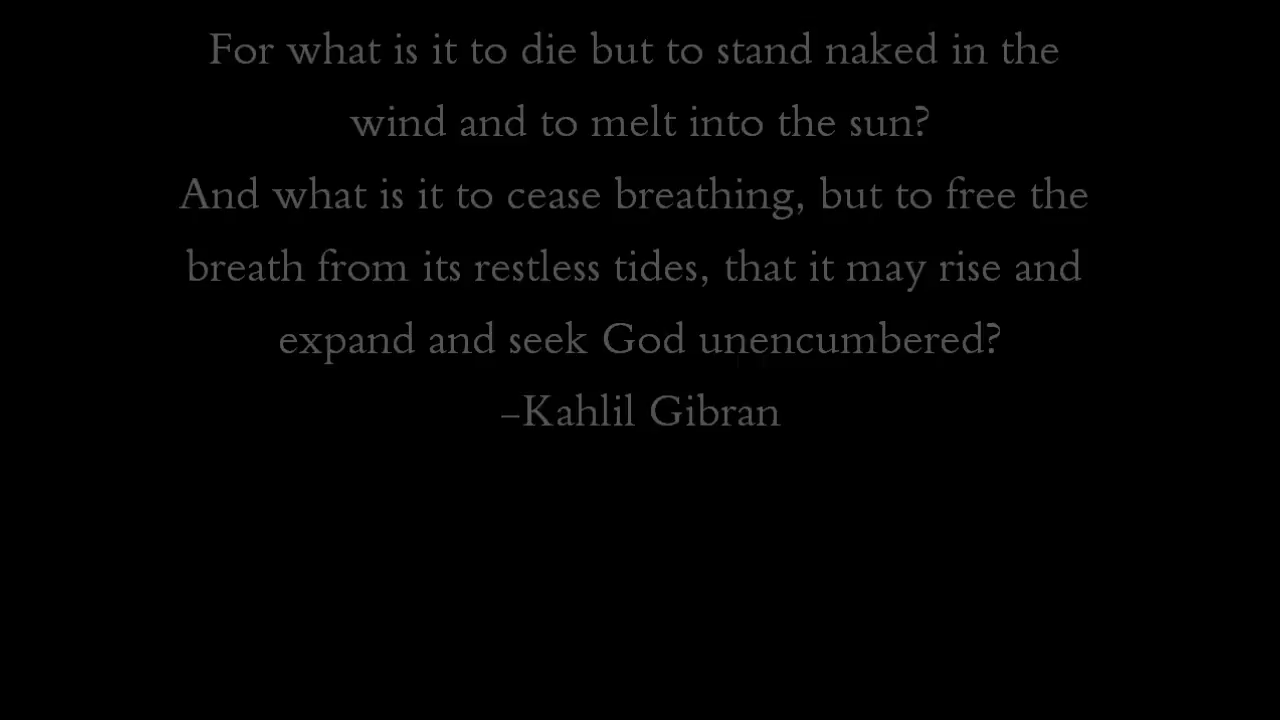 For what is it to die but to stand naked in the
wind and to melt into the sun?
And what is it to cease breathing, but to free the
breath from its restless tides, that it may rise and
expand and seek God unencumbered?
–Kahlil Gibran